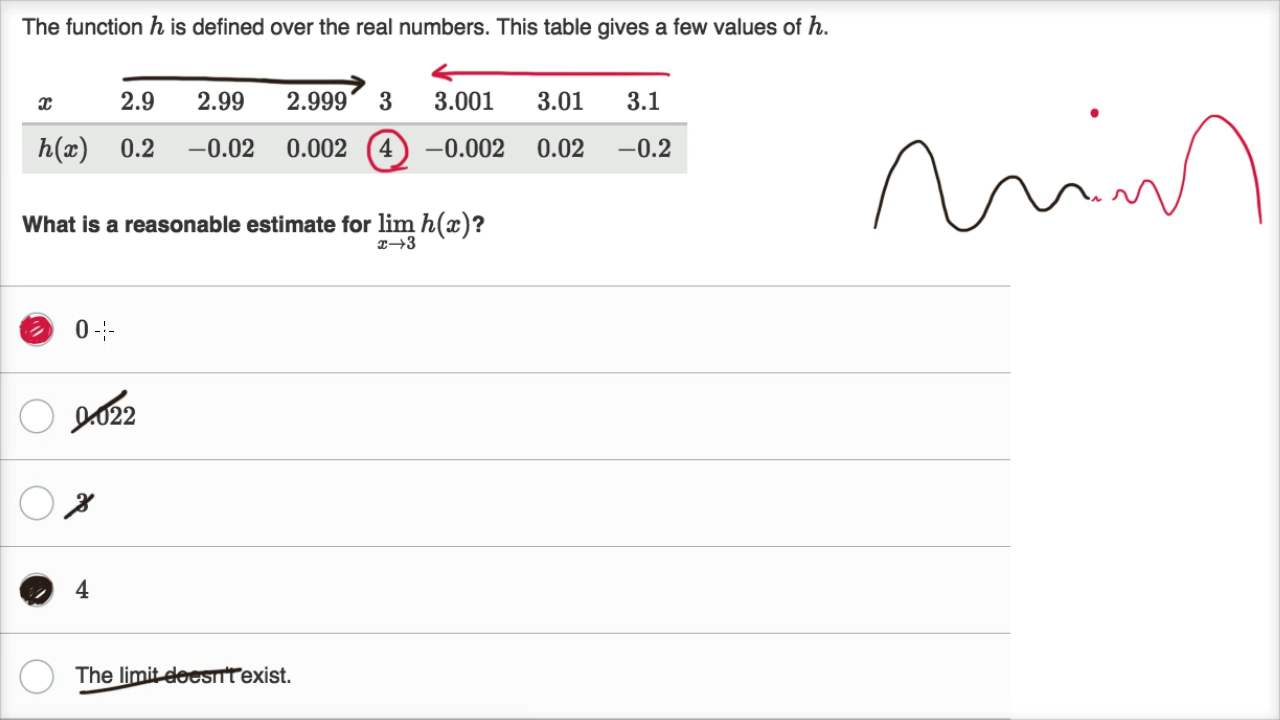 The function h is defined over the real numbers. This table gives a few values of h.
x 2.9 2.99 2.999 3 3.001 3.01 3.1
h(x) 0.2 −0.02 0.002 4 −0.002 0.02 −0.2
What is a reasonable estimate for lim h(x)?
x→3
0
0.022
3
4
The limit doesn't exist.